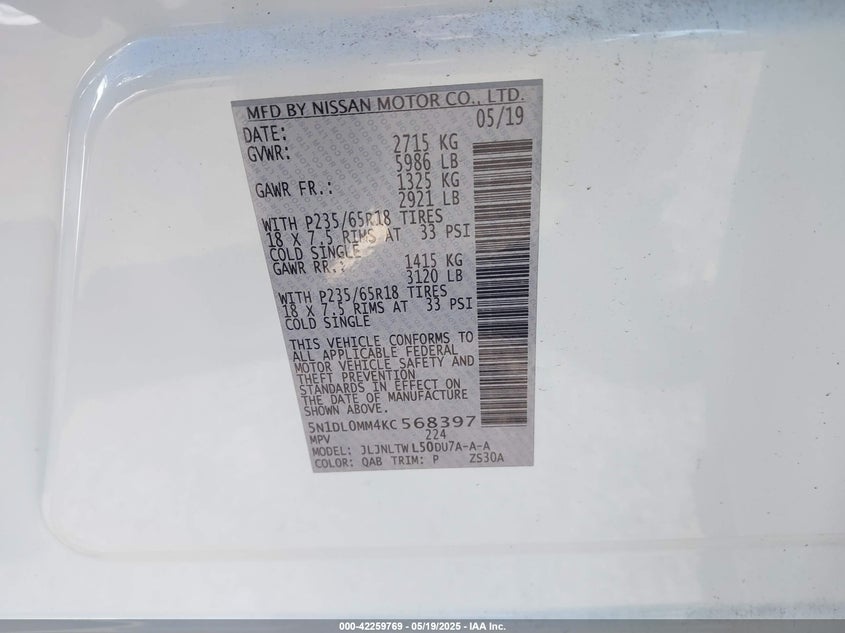 MFD BY NISSAN MOTOR CO., LTD.
DATE: 05/19
GVWR: 2715 KG
5986 LB
GAWR FR.: 1325 KG
2921 LB
WITH P235/65R18 TIRES
18 X 7.5 RIMS AT 33 PSI
COLD SINGLE
GAWR RR.: 1415 KG
3120 LB
WITH P235/65R18 TIRES
18 X 7.5 RIMS AT 33 PSI
COLD SINGLE
THIS VEHICLE CONFORMS TO
ALL APPLICABLE FEDERAL
MOTOR VEHICLE SAFETY AND
THEFT PREVENTION
STANDARDS IN EFFECT ON
THE DATE OF MANUFACTURE
SHOWN ABOVE.
5N1DL0MM4KC568397
MPV 224
MODEL: JLJNLTWL50DU7A-A-A
COLOR: QAB TRIM: P ZS30A
000-42259769 - 05/19/2025 - IAA Inc.